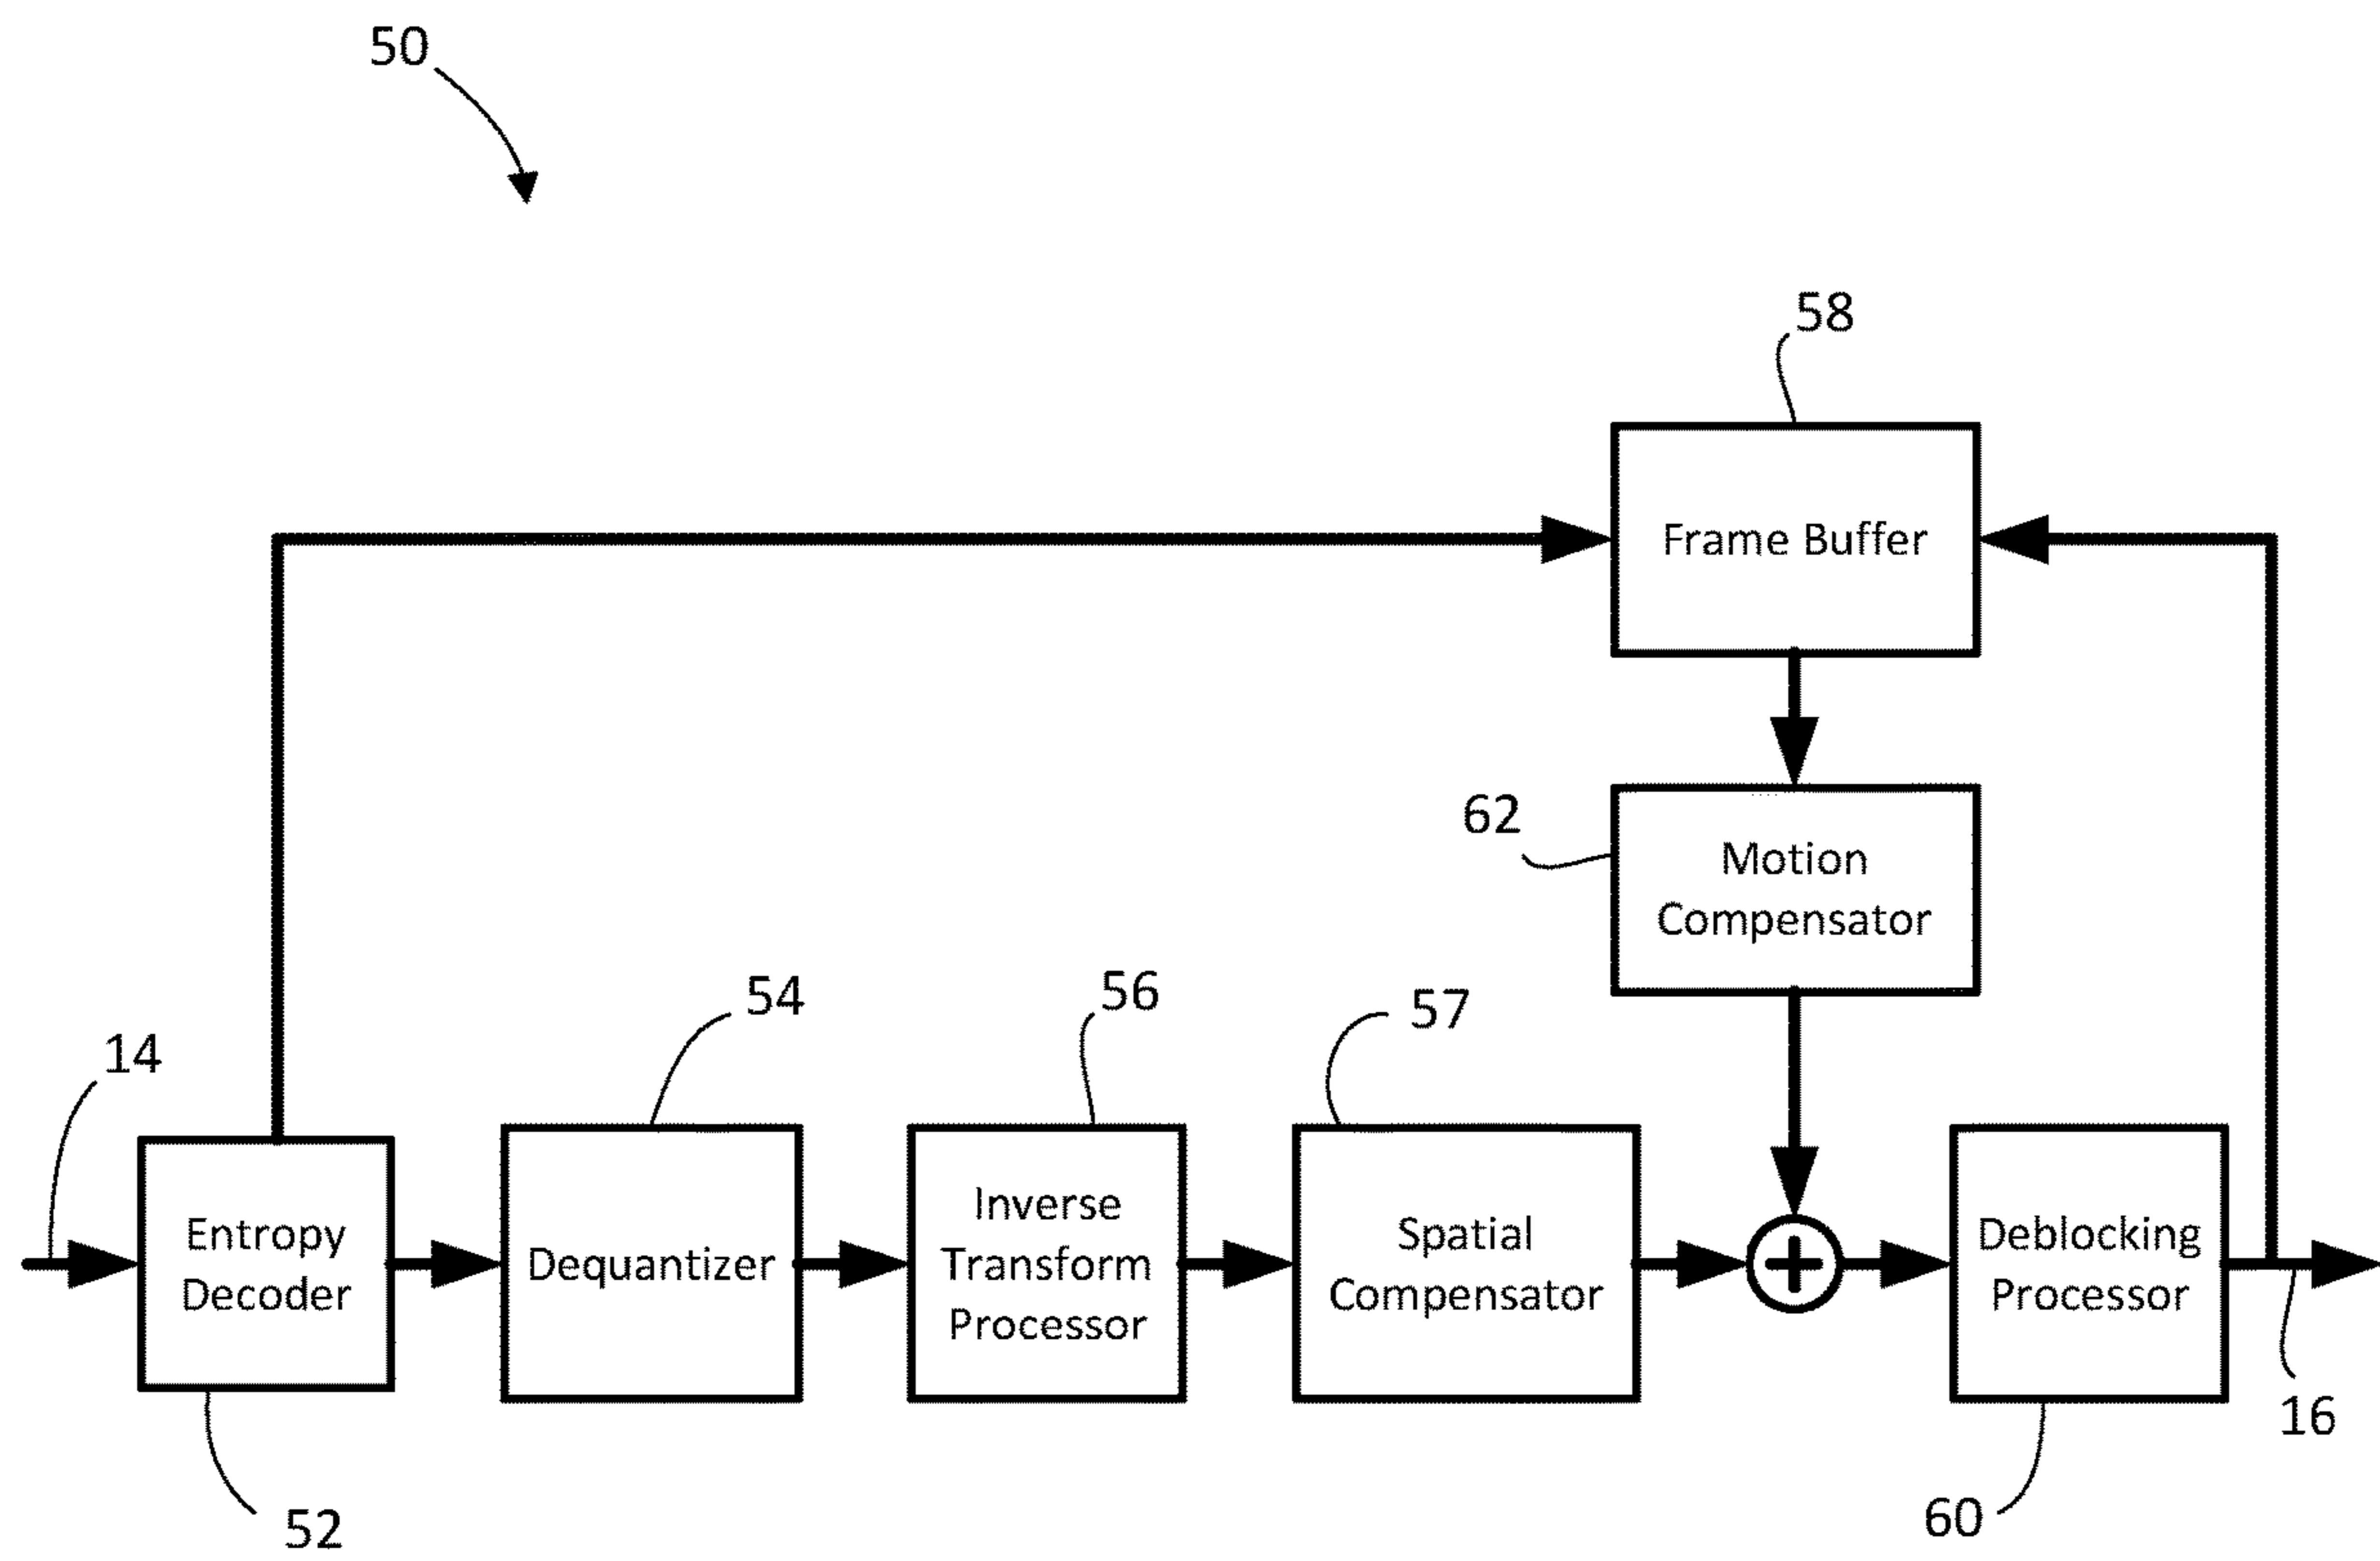 50
58
Frame Buffer
62
Motion
Compensator
54
56
57
14
Entropy
Decoder
Dequantizer
Inverse
Transform
Processor
Spatial
Compensator
+
Deblocking
Processor
16
52
60